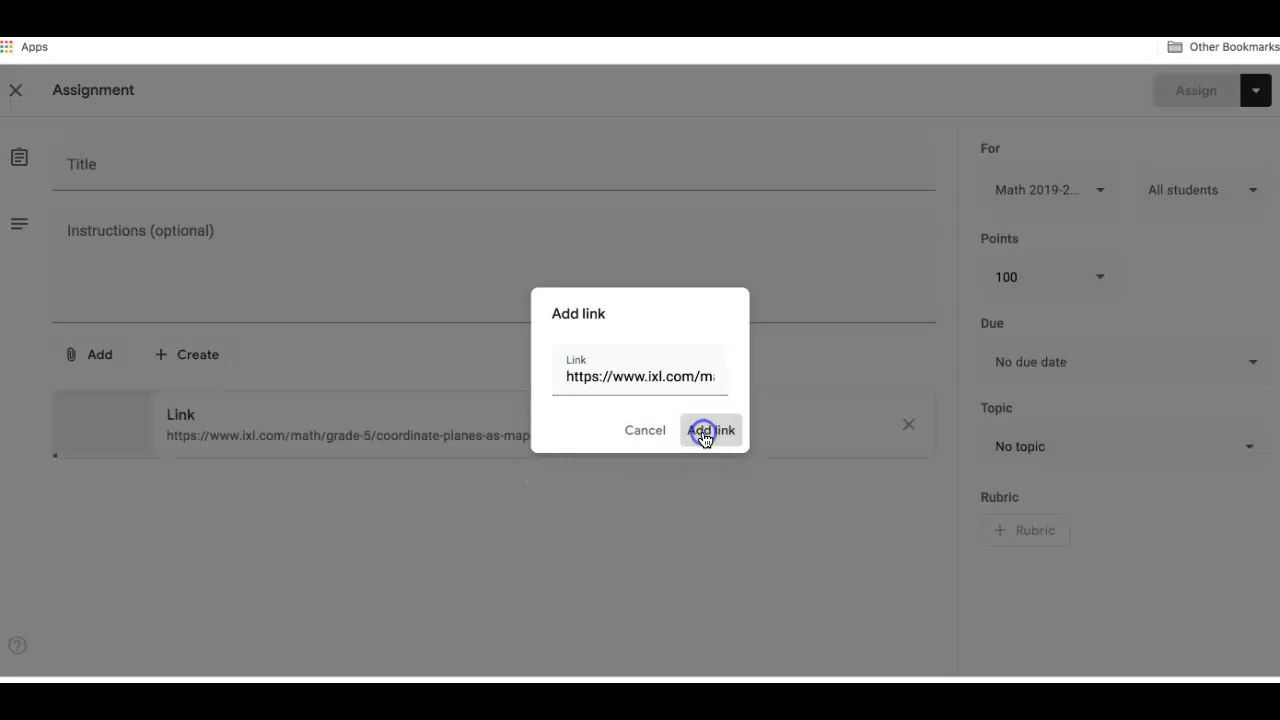 Apps
Other Bookmarks
Assignment
Assign
Title
Instructions (optional)
Add
Create
Link
https://www.ixl.com/math/grade-5/coordinate-planes-as-map
Add link
Link
https://www.ixl.com/m
Cancel
Add link
For
Math 2019-2...
All students
Points
100
Due
No due date
Topic
No topic
Rubric
+ Rubric